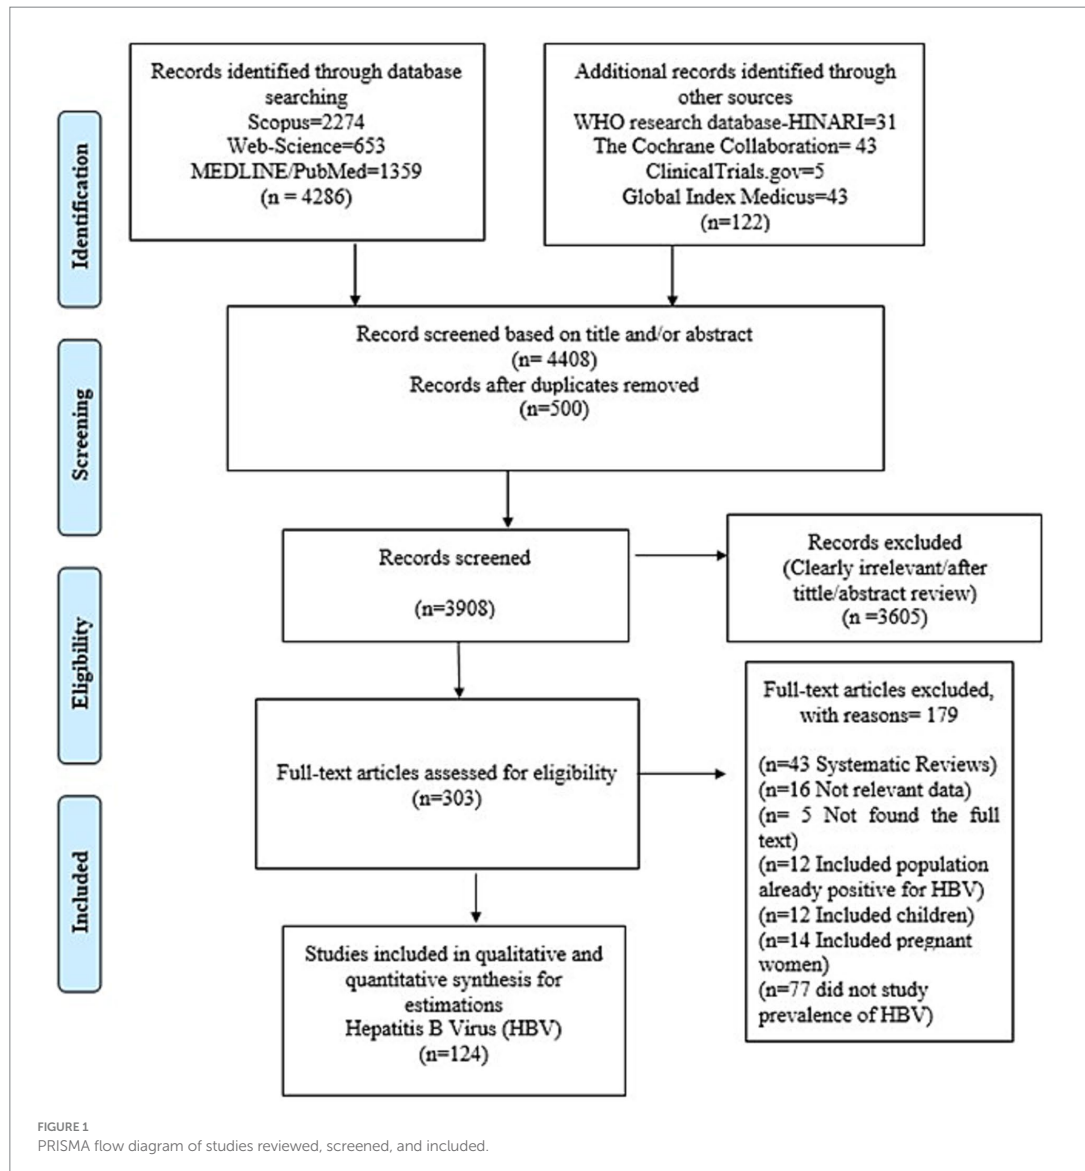 Records identified through database
searching
Scopus=2274
Web-Science=653
MEDLINE/PubMed=1359
(n = 4286)
Additional records identified through
other sources
WHO research database-HINARI=31
The Cochrane Collaboration= 43
ClinicalTrials.gov=5
Global Index Medicus=43
(n=122)
Identification
Record screened based on title and/or abstract
(n= 4408)
Records after duplicates removed
(n=500)
Screening
Records screened
(n=3908)
Records excluded
(Clearly irrelevant/after
tittle/abstract review)
(n =3605)
Eligibility
Full-text articles assessed for eligibility
(n=303)
Full-text articles excluded,
with reasons= 179
(n=43 Systematic Reviews)
(n=16 Not relevant data)
(n= 5 Not found the full
text)
(n=12 Included population
already positive for HBV)
(n=12 Included children)
(n=14 Included pregnant
women)
(n=77 did not study
prevalence of HBV)
Included
Studies included in qualitative and
quantitative synthesis for
estimations
Hepatitis B Virus (HBV)
(n=124)
FIGURE 1
PRISMA flow diagram of studies reviewed, screened, and included.